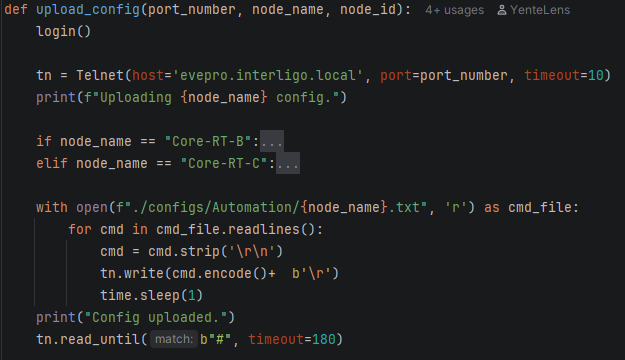 def upload_config(port_number, node_name, node_id): 4+ usages YenteLens
    login()

    tn = Telnet(host='evepro.interligo.local', port=port_number, timeout=10)
    print(f"Uploading {node_name} config.")

    if node_name == "Core-RT-B":...
    elif node_name == "Core-RT-C":...

    with open(f"./configs/Automation/{node_name}.txt", 'r') as cmd_file:
        for cmd in cmd_file.readlines():
            cmd = cmd.strip('\r\n')
            tn.write(cmd.encode()+  b'\r')
            time.sleep(1)
    print("Config uploaded.")
    tn.read_until( match: b"#", timeout=180)